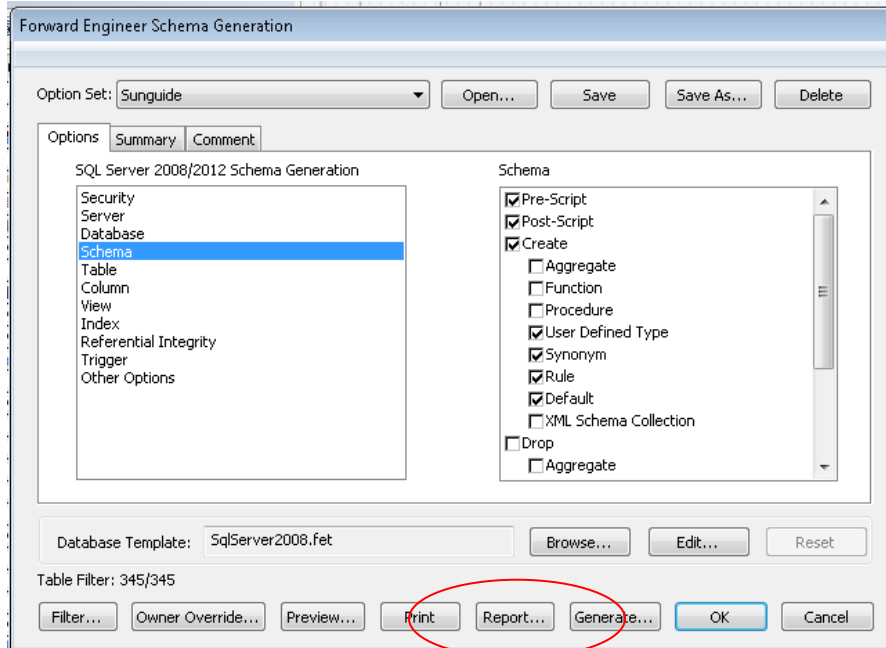 Forward Engineer Schema Generation
Option Set: Sunguide Open... Save Save As... Delete
Options Summary Comment
SQL Server 2008/2012 Schema Generation
Security
Server
Database
Schema
Table
Column
View
Index
Referential Integrity
Trigger
Other Options
Schema
Pre-Script
Post-Script
Create
Aggregate
Function
Procedure
User Defined Type
Synonym
Rule
Default
XML Schema Collection
Drop
Aggregate
Database Template: SqlServer2008.fet Browse... Edit... Reset
Table Filter: 345/345
Filter... Owner Override... Preview... Print Report... Generate... OK Cancel